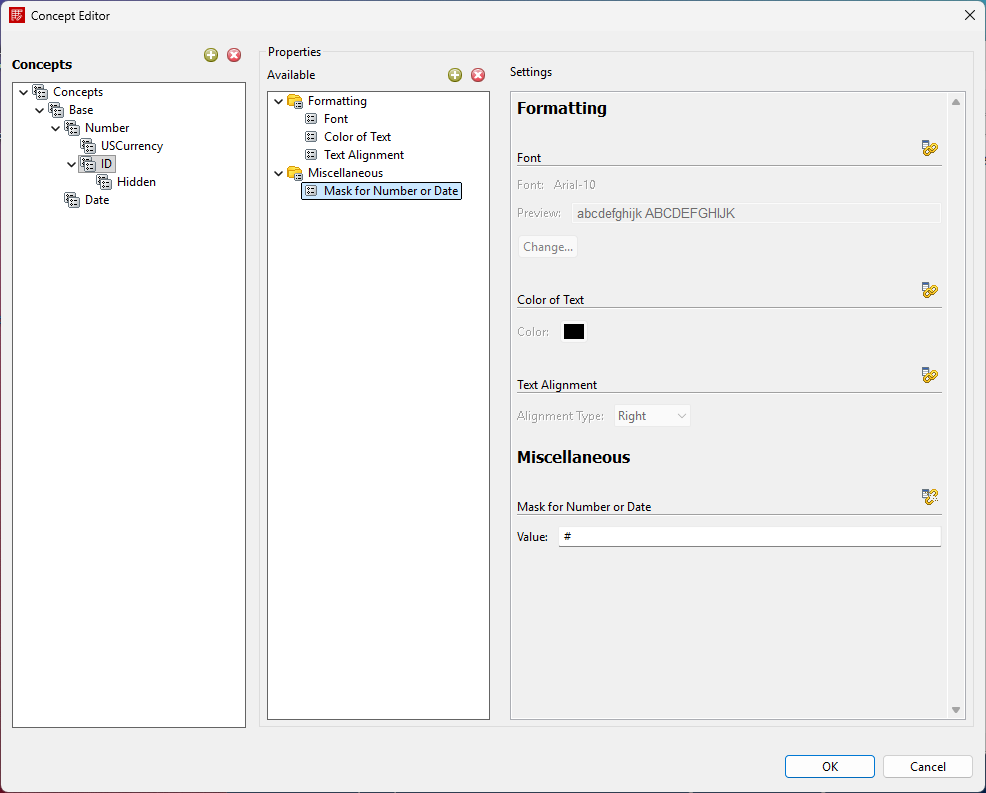 Concept Editor
Concepts
Concepts
Base
Number
USCurrency
ID
Hidden
Date
Properties
Available
Formatting
Font
Color of Text
Text Alignment
Miscellaneous
Mask for Number or Date
Settings
Formatting
Font
Font: Arial-10
Preview: abcdefghijk ABCDEFGHIJK
Change...
Color of Text
Color:
Text Alignment
Alignment Type: Right
Miscellaneous
Mask for Number or Date
Value: #
OK Cancel